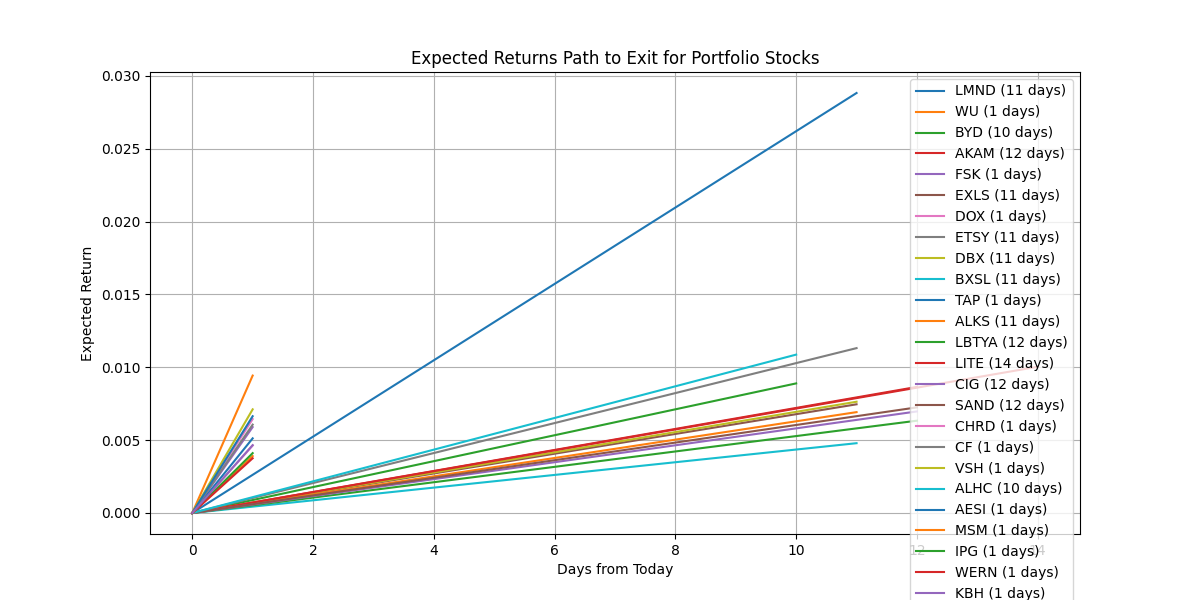 Expected Returns Path to Exit for Portfolio Stocks
Expected Return
0.030
0.025
0.020
0.015
0.010
0.005
0.000
0
2
4
6
8
10
12
14
Days from Today
LMND (11 days)
WU (1 days)
BYD (10 days)
AKAM (12 days)
FSK (1 days)
EXLS (11 days)
DOX (1 days)
ETSY (11 days)
DBX (11 days)
BXSL (11 days)
TAP (1 days)
ALKS (11 days)
LBTYA (12 days)
LITE (14 days)
CIG (12 days)
SAND (12 days)
CHRD (1 days)
CF (1 days)
VSH (1 days)
ALHC (10 days)
AESI (1 days)
MSM (1 days)
IPG (1 days)
WERN (1 days)
KBH (1 days)